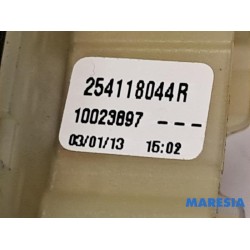 254118044R
10023897 ---
03/01/13 15:02
MARESIA